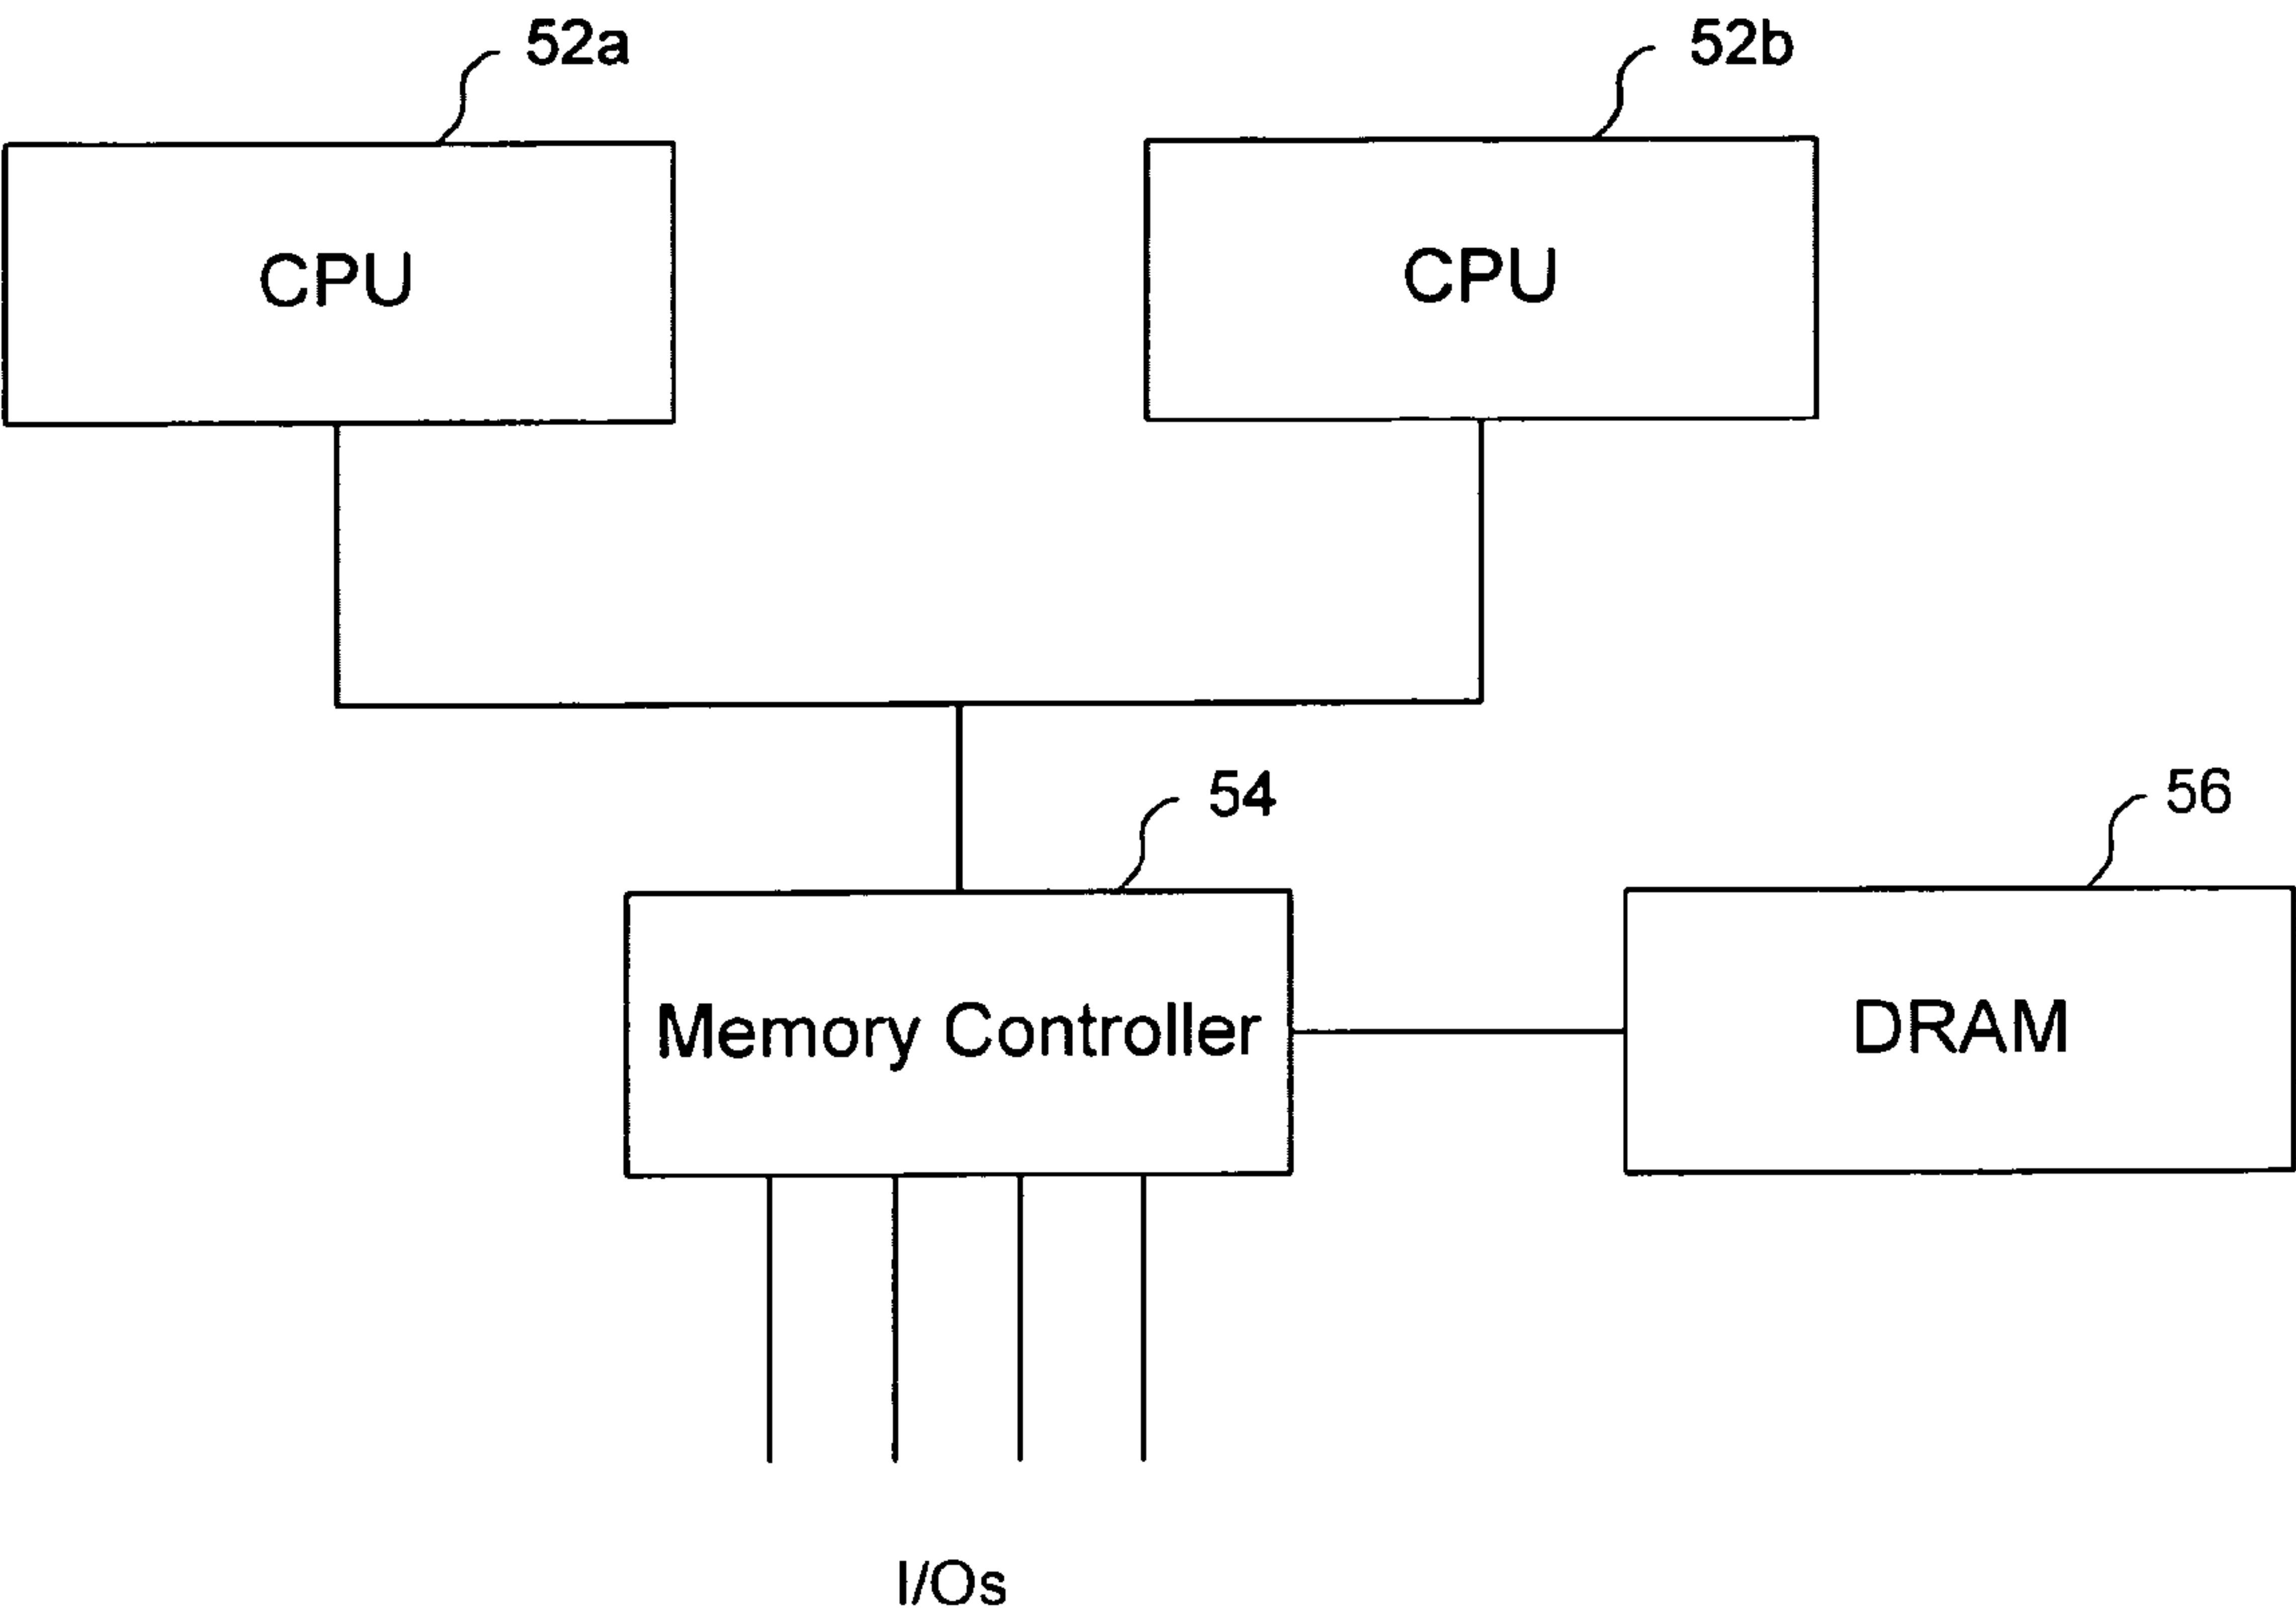 52a
52b
CPU
CPU
54
56
Memory Controller
DRAM
I/Os